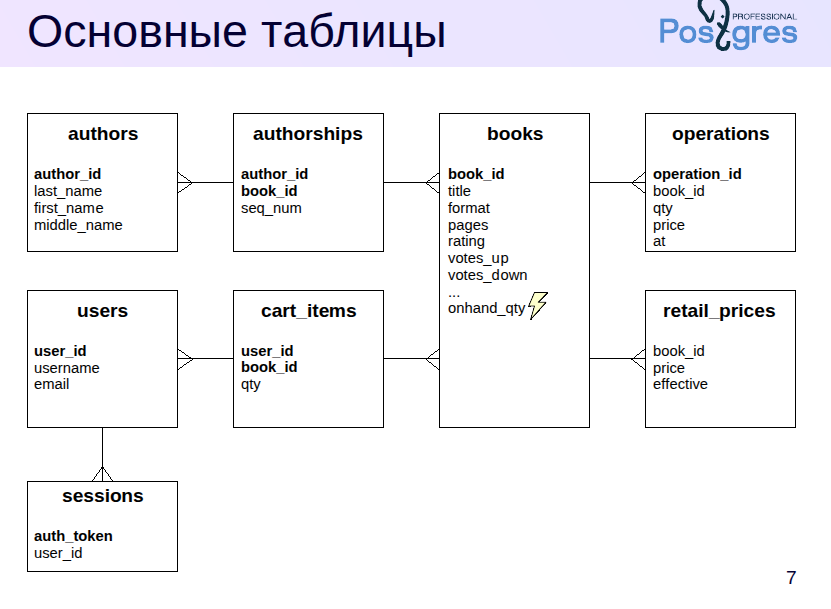 Основные таблицы
PROFESSIONAL
Postgres
authors
author_id
last_name
first_name
middle_name
authorships
author_id
book_id
seq_num
books
book_id
title
format
pages
rating
votes_up
votes_down
...
onhand_qty
operations
operation_id
book_id
qty
price
at
users
user_id
username
email
cart_items
user_id
book_id
qty
retail_prices
book_id
price
effective
sessions
auth_token
user_id
7